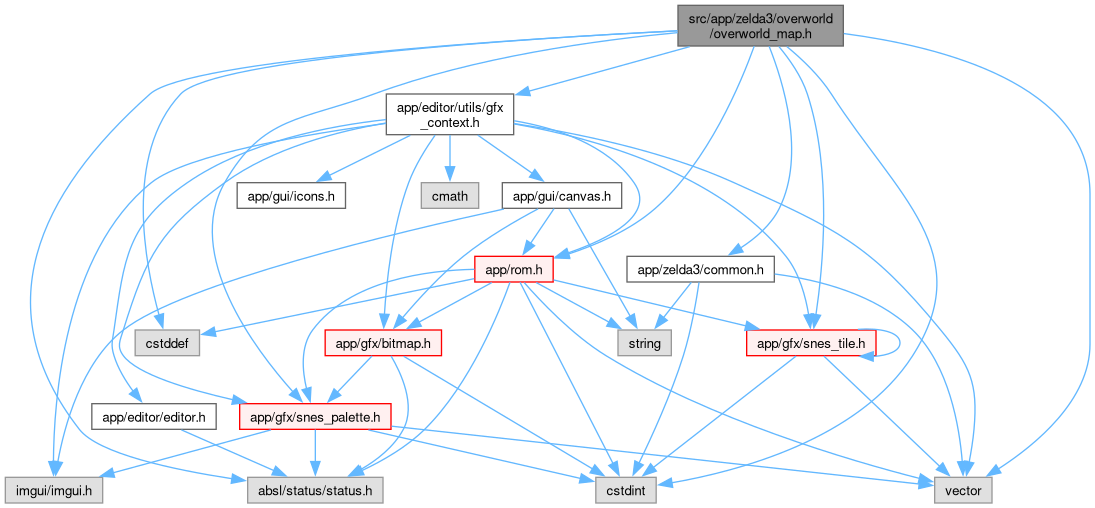 src/app/zelda3/overworld
/overworld_map.h
app/editor/utils/gfx
_context.h
app/gui/icons.h
cmath
app/gui/canvas.h
app/rom.h
app/zelda3/common.h
cstddef
app/gfx/bitmap.h
string
app/gfx/snes_tile.h
app/editor/editor.h
app/gfx/snes_palette.h
imgui/imgui.h
absl/status/status.h
cstdint
vector